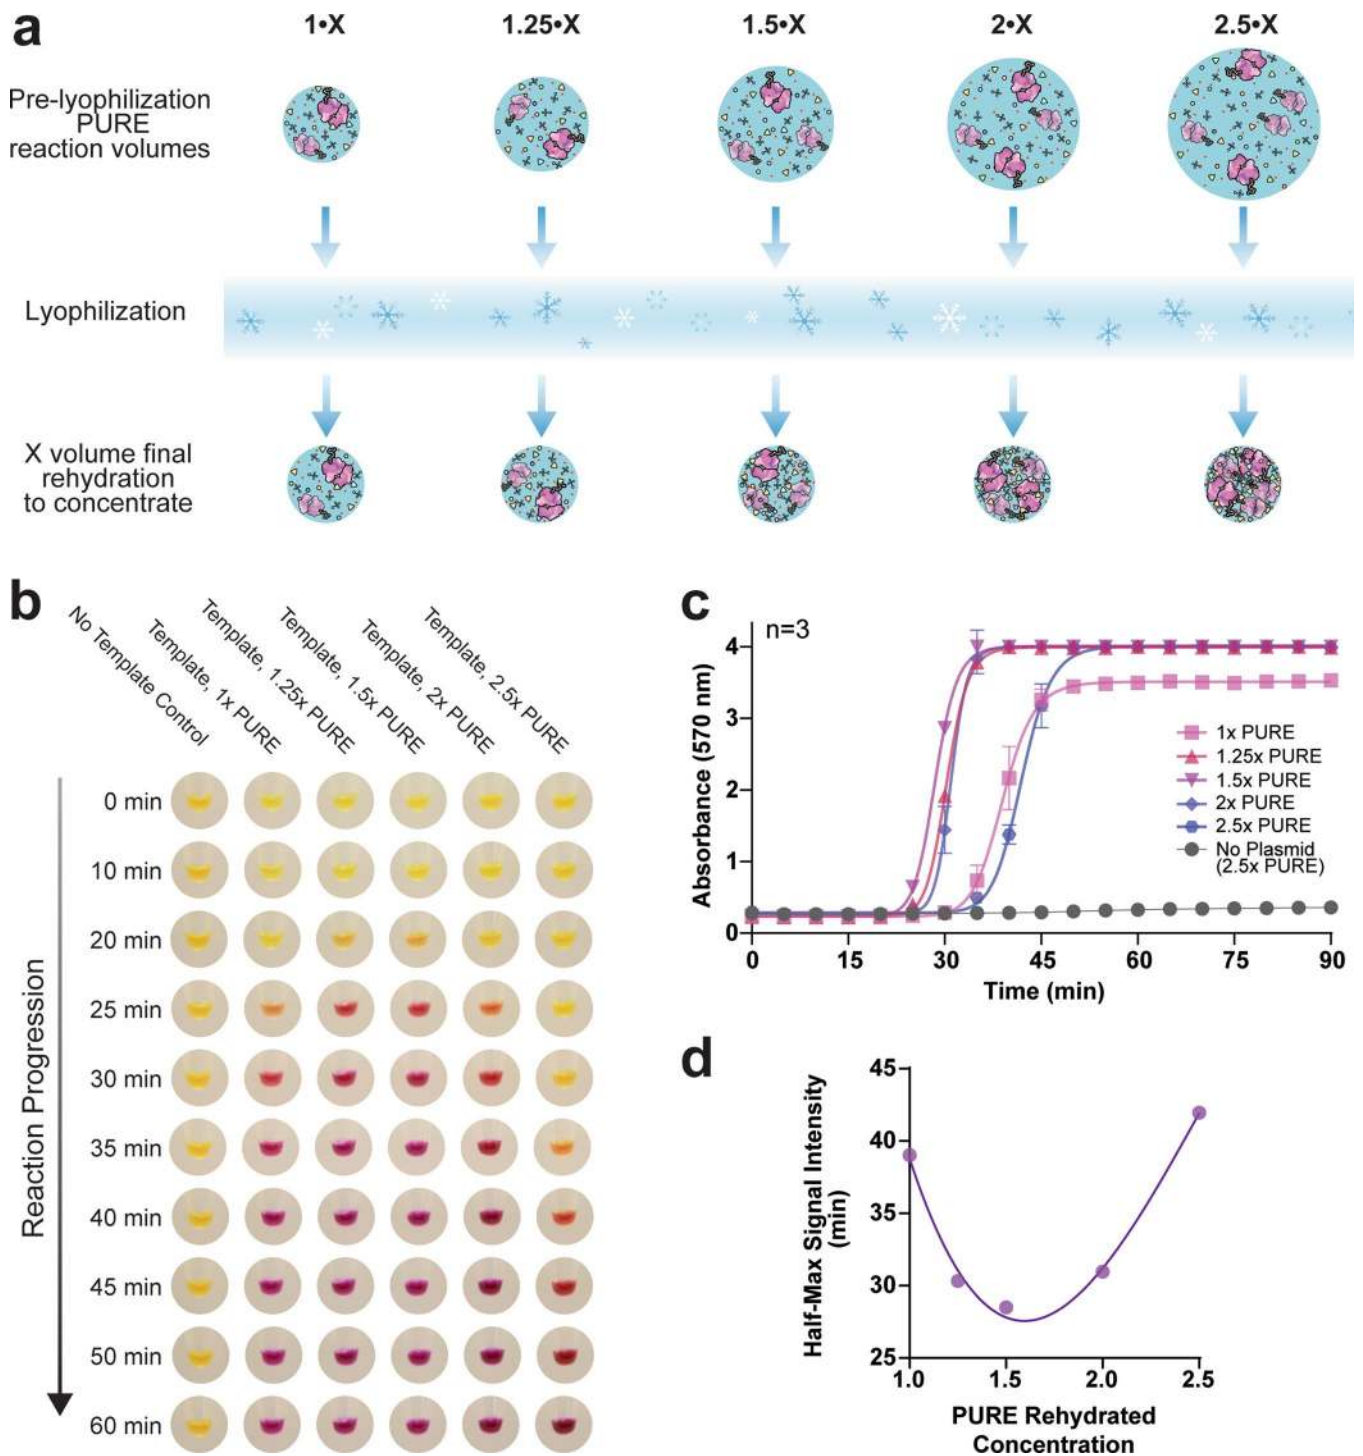 a
1•X
1.25•X
1.5•X
2•X
2.5•X
Pre-lyophilization
PURE
reaction volumes
Lyophilization
X volume final
rehydration
to concentrate
b
No Template Control
Template, 1x PURE
Template, 1.25x PURE
Template, 1.5x PURE
Template, 2x PURE
Template, 2.5x PURE
Reaction Progression
0 min
10 min
20 min
25 min
30 min
35 min
40 min
45 min
50 min
60 min
c
n=3
Absorbance (570 nm)
4
3
2
1
0
0
15
30
45
60
75
90
Time (min)
1x PURE
1.25x PURE
1.5x PURE
2x PURE
2.5x PURE
No Plasmid
(2.5x PURE)
d
Half-Max Signal Intensity
(min)
45
40
35
30
25
1.0
1.5
2.0
2.5
PURE Rehydrated
Concentration